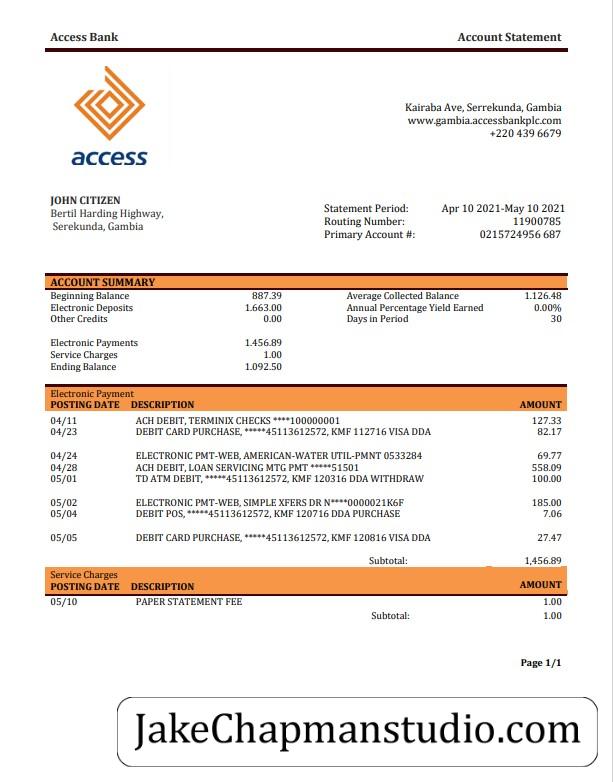 Access Bank Account Statement
access
Kairaba Ave, Serrekunda, Gambia
www.gambia.accessbankplc.com
+220 439 6679
JOHN CITIZEN
Bertil Harding Highway,
Serekunda, Gambia
Statement Period: Apr 10 2021-May 10 2021
Routing Number: 11900785
Primary Account #: 0215724956 687
ACCOUNT SUMMARY
Beginning Balance 887.39 Average Collected Balance 1.126.48
Electronic Deposits 1.663.00 Annual Percentage Yield Earned 0.00%
Other Credits 0.00 Days in Period 30
Electronic Payments 1.456.89
Service Charges 1.00
Ending Balance 1.092.50
Electronic Payment
POSTING DATE DESCRIPTION AMOUNT
04/11 ACH DEBIT, TERMINIX CHECKS ****100000001 127.33
04/23 DEBIT CARD PURCHASE, *****45113612572, KMF 112716 VISA DDA 82.17
04/24 ELECTRONIC PMT-WEB, AMERICAN-WATER UTIL-PMNT 0533284 69.77
04/28 ACH DEBIT, LOAN SERVICING MTG PMT *****51501 558.09
05/01 TD ATM DEBIT, *****45113612572, KMF 120316 DDA WITHDRAW 100.00
05/02 ELECTRONIC PMT-WEB, SIMPLE XFERS DR N****0000021K6F 185.00
05/04 DEBIT POS, *****45113612572, KMF 120716 DDA PURCHASE 7.06
05/05 DEBIT CARD PURCHASE, *****45113612572, KMF 120816 VISA DDA 27.47
Subtotal: 1,456.89
Service Charges
POSTING DATE DESCRIPTION AMOUNT
05/10 PAPER STATEMENT FEE 1.00
Subtotal: 1.00
Page 1/1
JakeChapmanstudio.com